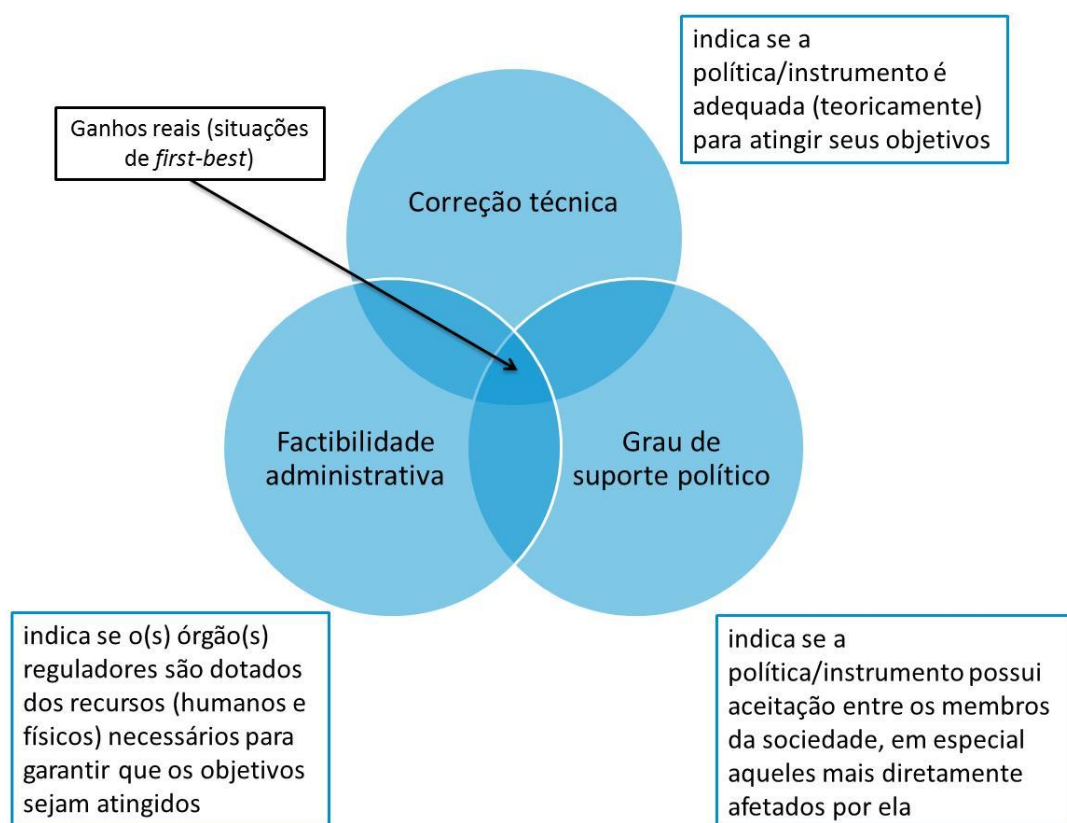 indica se a
política/instrumento é
adequada (teoricamente)
para atingir seus objetivos
Ganhos reais (situações
de first-best)
Correção técnica
Factibilidade
administrativa
Grau de
suporte político
indica se o(s) órgão(s)
reguladores são dotados
dos recursos (humanos e
físicos) necessários para
garantir que os objetivos
sejam atingidos
indica se a
política/instrumento possui
aceitação entre os membros
da sociedade, em especial
aqueles mais diretamente
afetados por ela